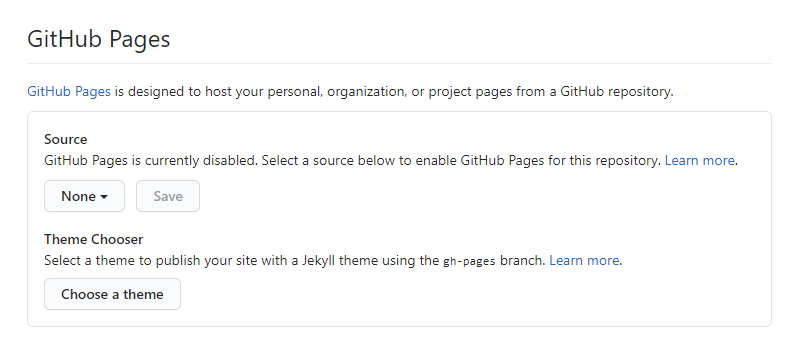 GitHub Pages
GitHub Pages is designed to host your personal, organization, or project pages from a GitHub repository.
Source
GitHub Pages is currently disabled. Select a source below to enable GitHub Pages for this repository. Learn more.
None Save
Theme Chooser
Select a theme to publish your site with a Jekyll theme using the gh-pages branch. Learn more.
Choose a theme